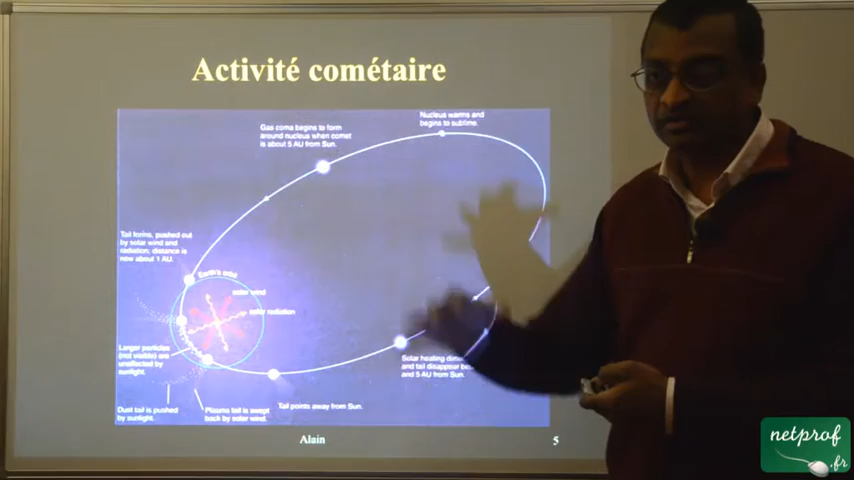 Activité cométaire
Nucleus warms and
begins to sublime.
Gas coma begins to form
around nucleus when comet
is about 5 AU from Sun.
Tail forms, pushed out
by solar wind and
radiation; distance is
now about 1 AU.
Earth's orbit
solar wind
solar radiation
Larger particles
(not visible) are
unaffected by
sunlight.
Solar heating
and tail disappear
and 5 AU from Sun.
Dust tail is pushed
by sunlight.
Plasma tail is swept
back by solar wind.
Tail points away from Sun.
Alain
5
netprof
.fr